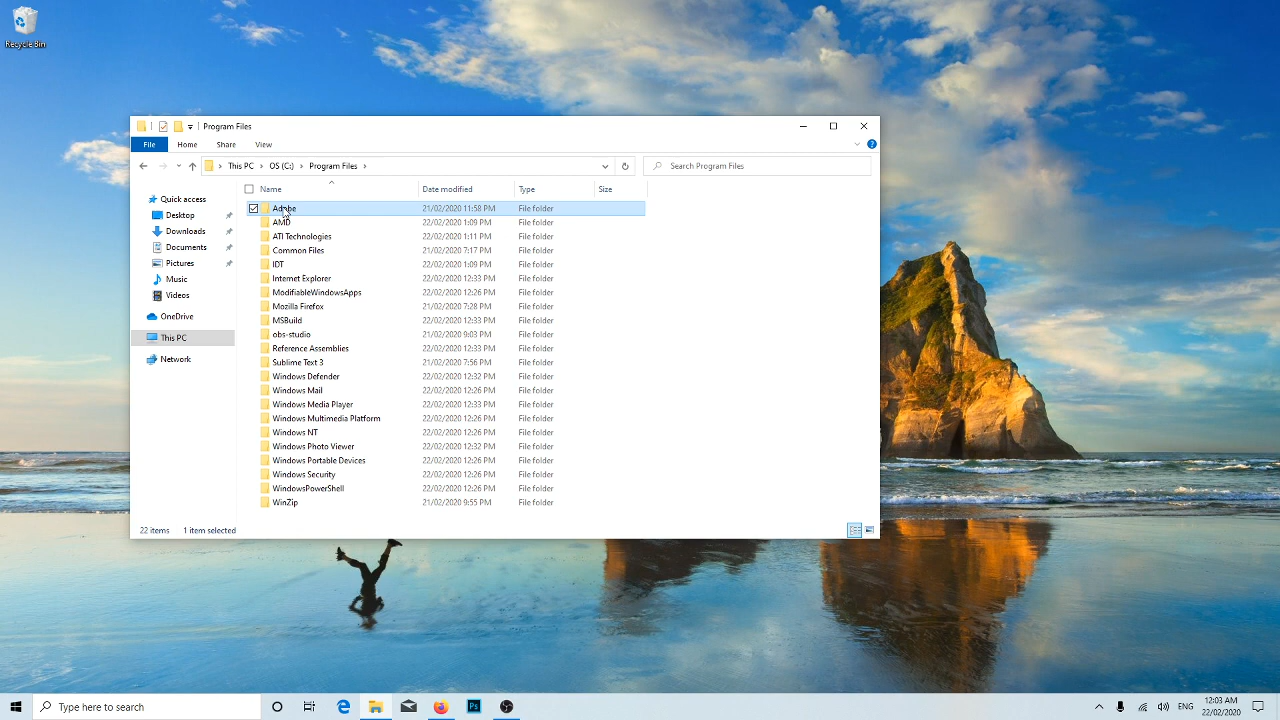 Recycle Bin
Program Files
File Home Share View
This PC OS (C:) Program Files
Search Program Files
Quick access
Desktop
Downloads
Documents
Pictures
Music
Videos
OneDrive
This PC
Network
Name Date modified Type Size
Adobe 21/02/2020 11:58 PM File folder
AMD 22/02/2020 1:09 PM File folder
ATI Technologies 22/02/2020 1:11 PM File folder
Common Files 21/02/2020 7:17 PM File folder
IDT 22/02/2020 1:09 PM File folder
Internet Explorer 22/02/2020 12:33 PM File folder
ModifiableWindowsApps 22/02/2020 12:26 PM File folder
Mozilla Firefox 21/02/2020 7:28 PM File folder
MSBuild 22/02/2020 12:33 PM File folder
obs-studio 21/02/2020 9:03 PM File folder
Reference Assemblies 22/02/2020 12:33 PM File folder
Sublime Text 3 21/02/2020 7:56 PM File folder
Windows Defender 22/02/2020 12:32 PM File folder
Windows Mail 22/02/2020 12:26 PM File folder
Windows Media Player 22/02/2020 12:33 PM File folder
Windows Multimedia Platform 22/02/2020 12:26 PM File folder
Windows NT 22/02/2020 12:26 PM File folder
Windows Photo Viewer 22/02/2020 12:32 PM File folder
Windows Portable Devices 22/02/2020 12:26 PM File folder
Windows Security 22/02/2020 12:26 PM File folder
WindowsPowerShell 22/02/2020 12:26 PM File folder
WinZip 21/02/2020 9:55 PM File folder
22 items 1 item selected
Type here to search
Ps
ENG
12:03 AM
22/02/2020